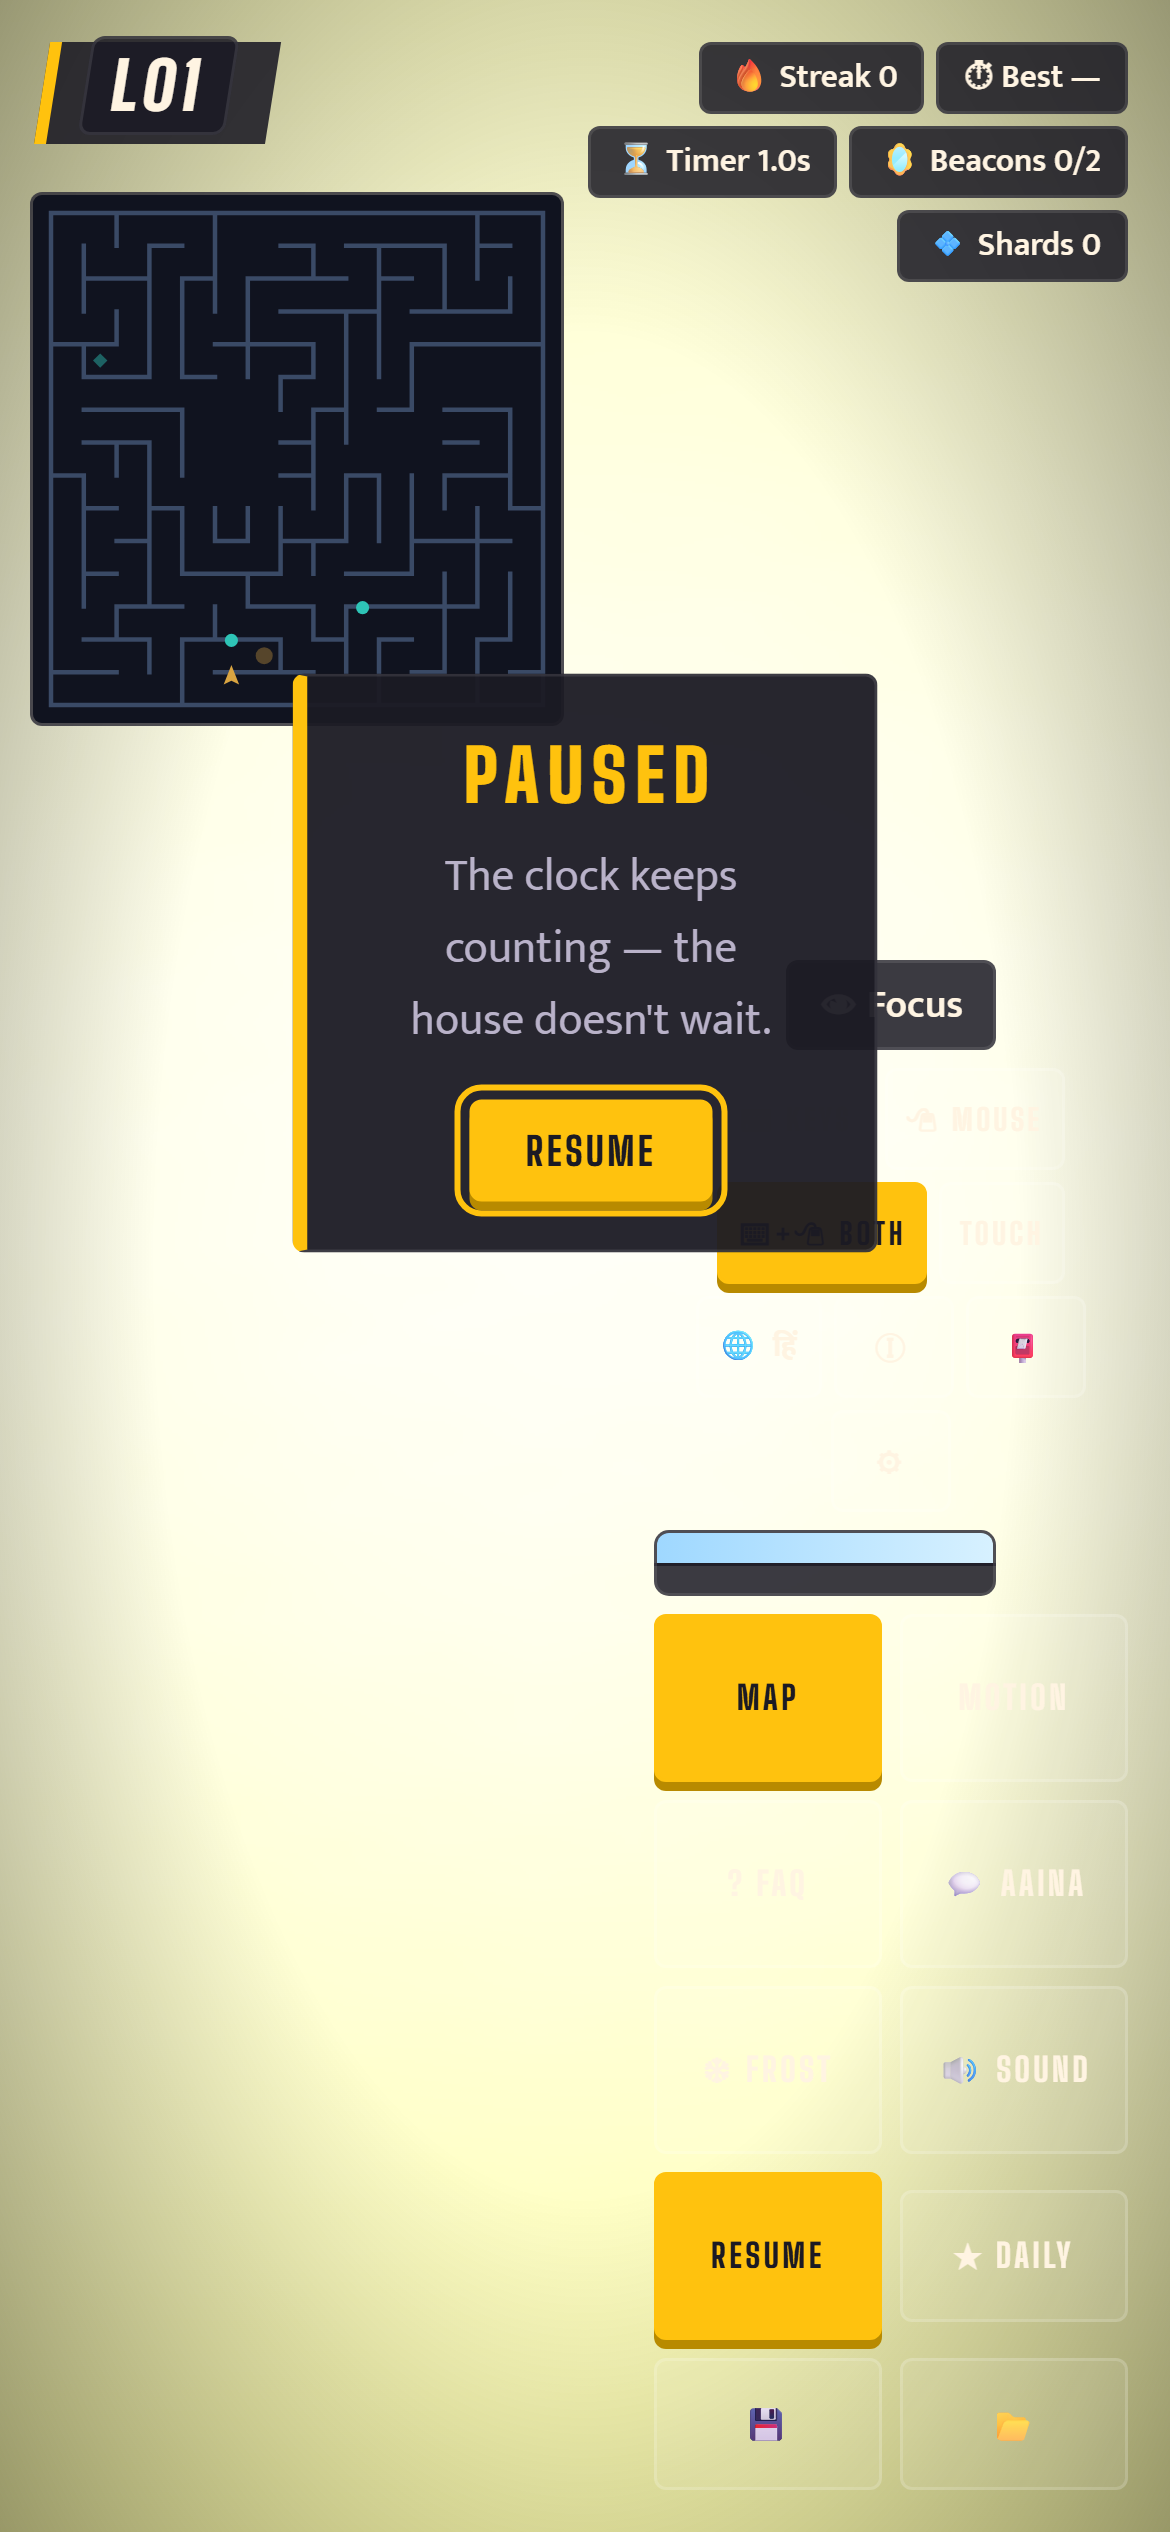 L01
Streak 0
Best —
Timer 1.0s
Beacons 0/2
Shards 0
PAUSED
The clock keeps
counting — the
house doesn't wait.
Focus
MOUSE
RESUME
+ BOTH
TOUCH
हिं
MAP
MOTION
? FAQ
AAINA
FROST
SOUND
RESUME
★ DAILY